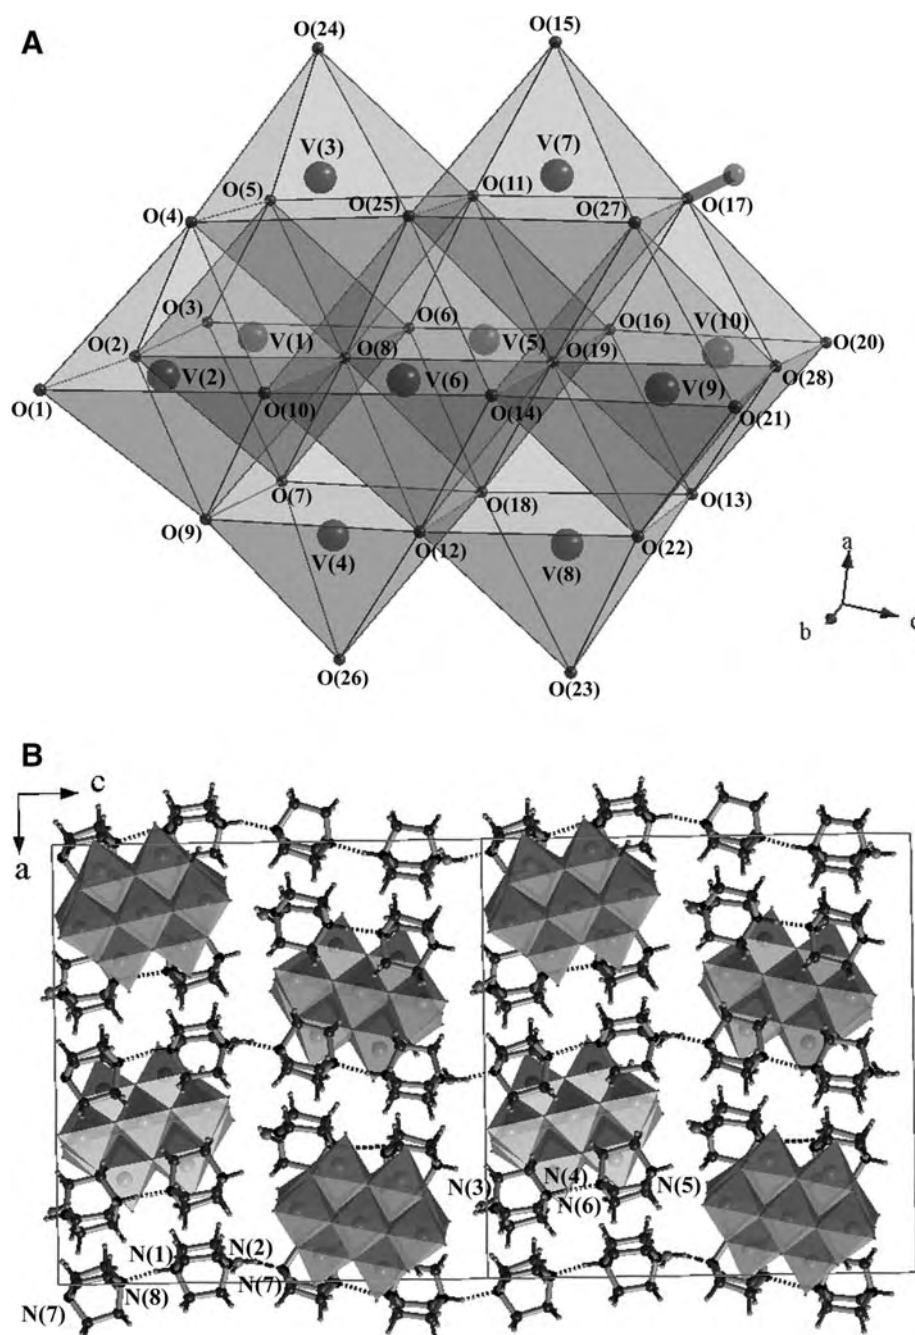 A
O(24)
O(15)
V(3)
V(7)
O(5)
O(11)
O(4)
O(25)
O(27)
O(17)
O(3)
O(6)
O(16)
V(10)
O(2)
V(1)
O(8)
V(5)
O(19)
O(20)
V(2)
V(6)
V(9)
O(28)
O(1)
O(10)
O(14)
O(21)
O(7)
O(18)
O(13)
O(9)
V(4)
O(12)
V(8)
O(22)
a
b
c
O(26)
O(23)
B
c
a
N(3)
N(4)
N(6)
N(5)
N(1)
N(2)
N(7)
N(8)
N(7)